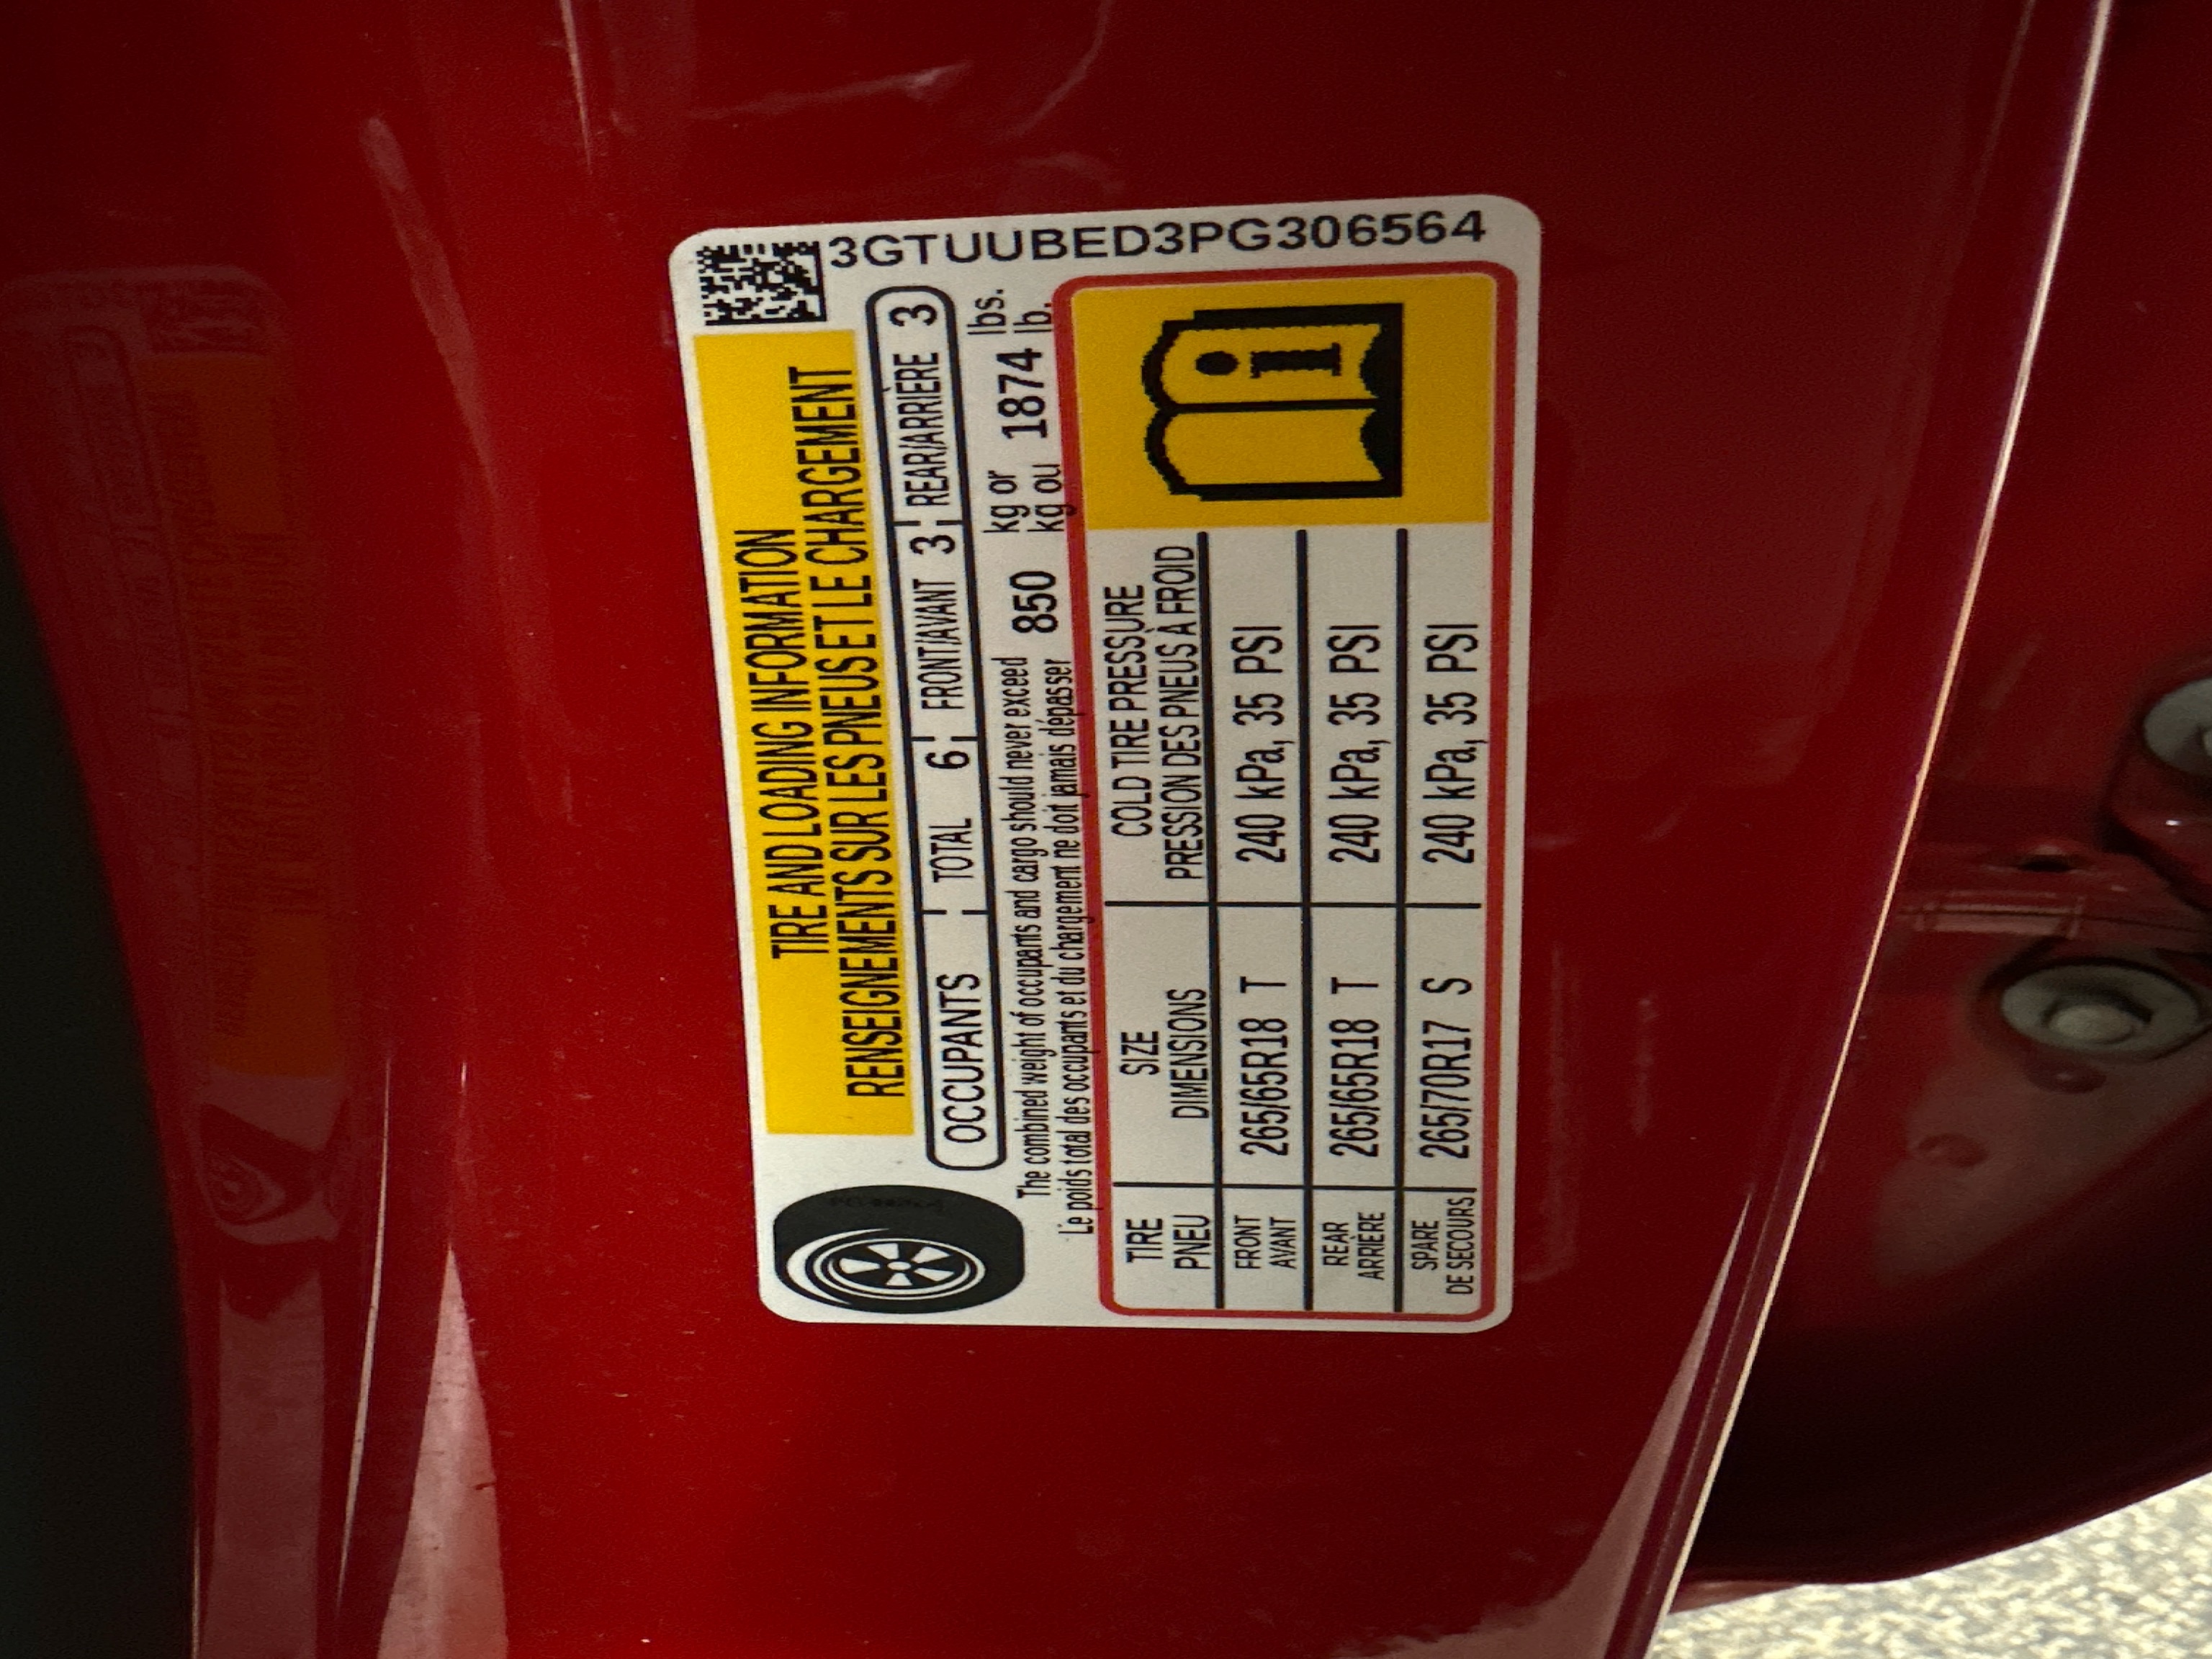 TIRE AND LOADING INFORMATION
RENSEIGNEMENTS SUR LES PNEUS ET LE CHARGEMENT
OCCUPANTS TOTAL 6 FRONT/AVANT 3 REAR/ARRIÈRE 3
The combined weight of occupants and cargo should never exceed 850 kg or 1874 lbs.
Le poids total des occupants et du chargement ne doit jamais dépasser kg ou lb.
TIRE SIZE COLD TIRE PRESSURE
PNEU DIMENSIONS PRESSION DES PNEUS À FROID
FRONT
AVANT 265/65R18 T 240 kPa, 35 PSI
REAR
ARRIÈRE 265/65R18 T 240 kPa, 35 PSI
SPARE
DE SECOURS 265/70R17 S 240 kPa, 35 PSI
3GTUUBED3PG306564